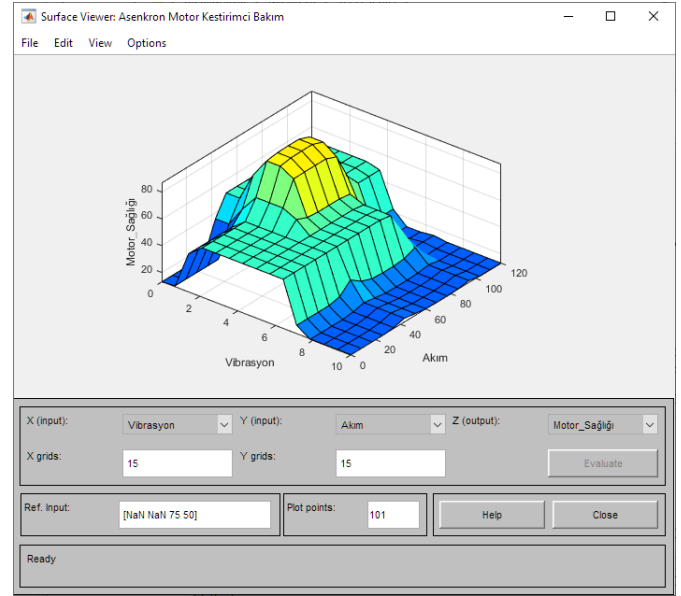 Surface Viewer: Asenkron Motor Kestirimci Bakım
File Edit View Options
80
60
40
20
Motor_Sağlığı
0
2
4
6
8
10
Vibrasyon
0
20
40
60
80
100
120
Akım
X (input): Vibrasyon Y (input): Akım Z (output): Motor_Sağlığı
X grids: 15 Y grids: 15 Evaluate
Ref. Input: [NaN NaN 75 50] Plot points: 101 Help Close
Ready